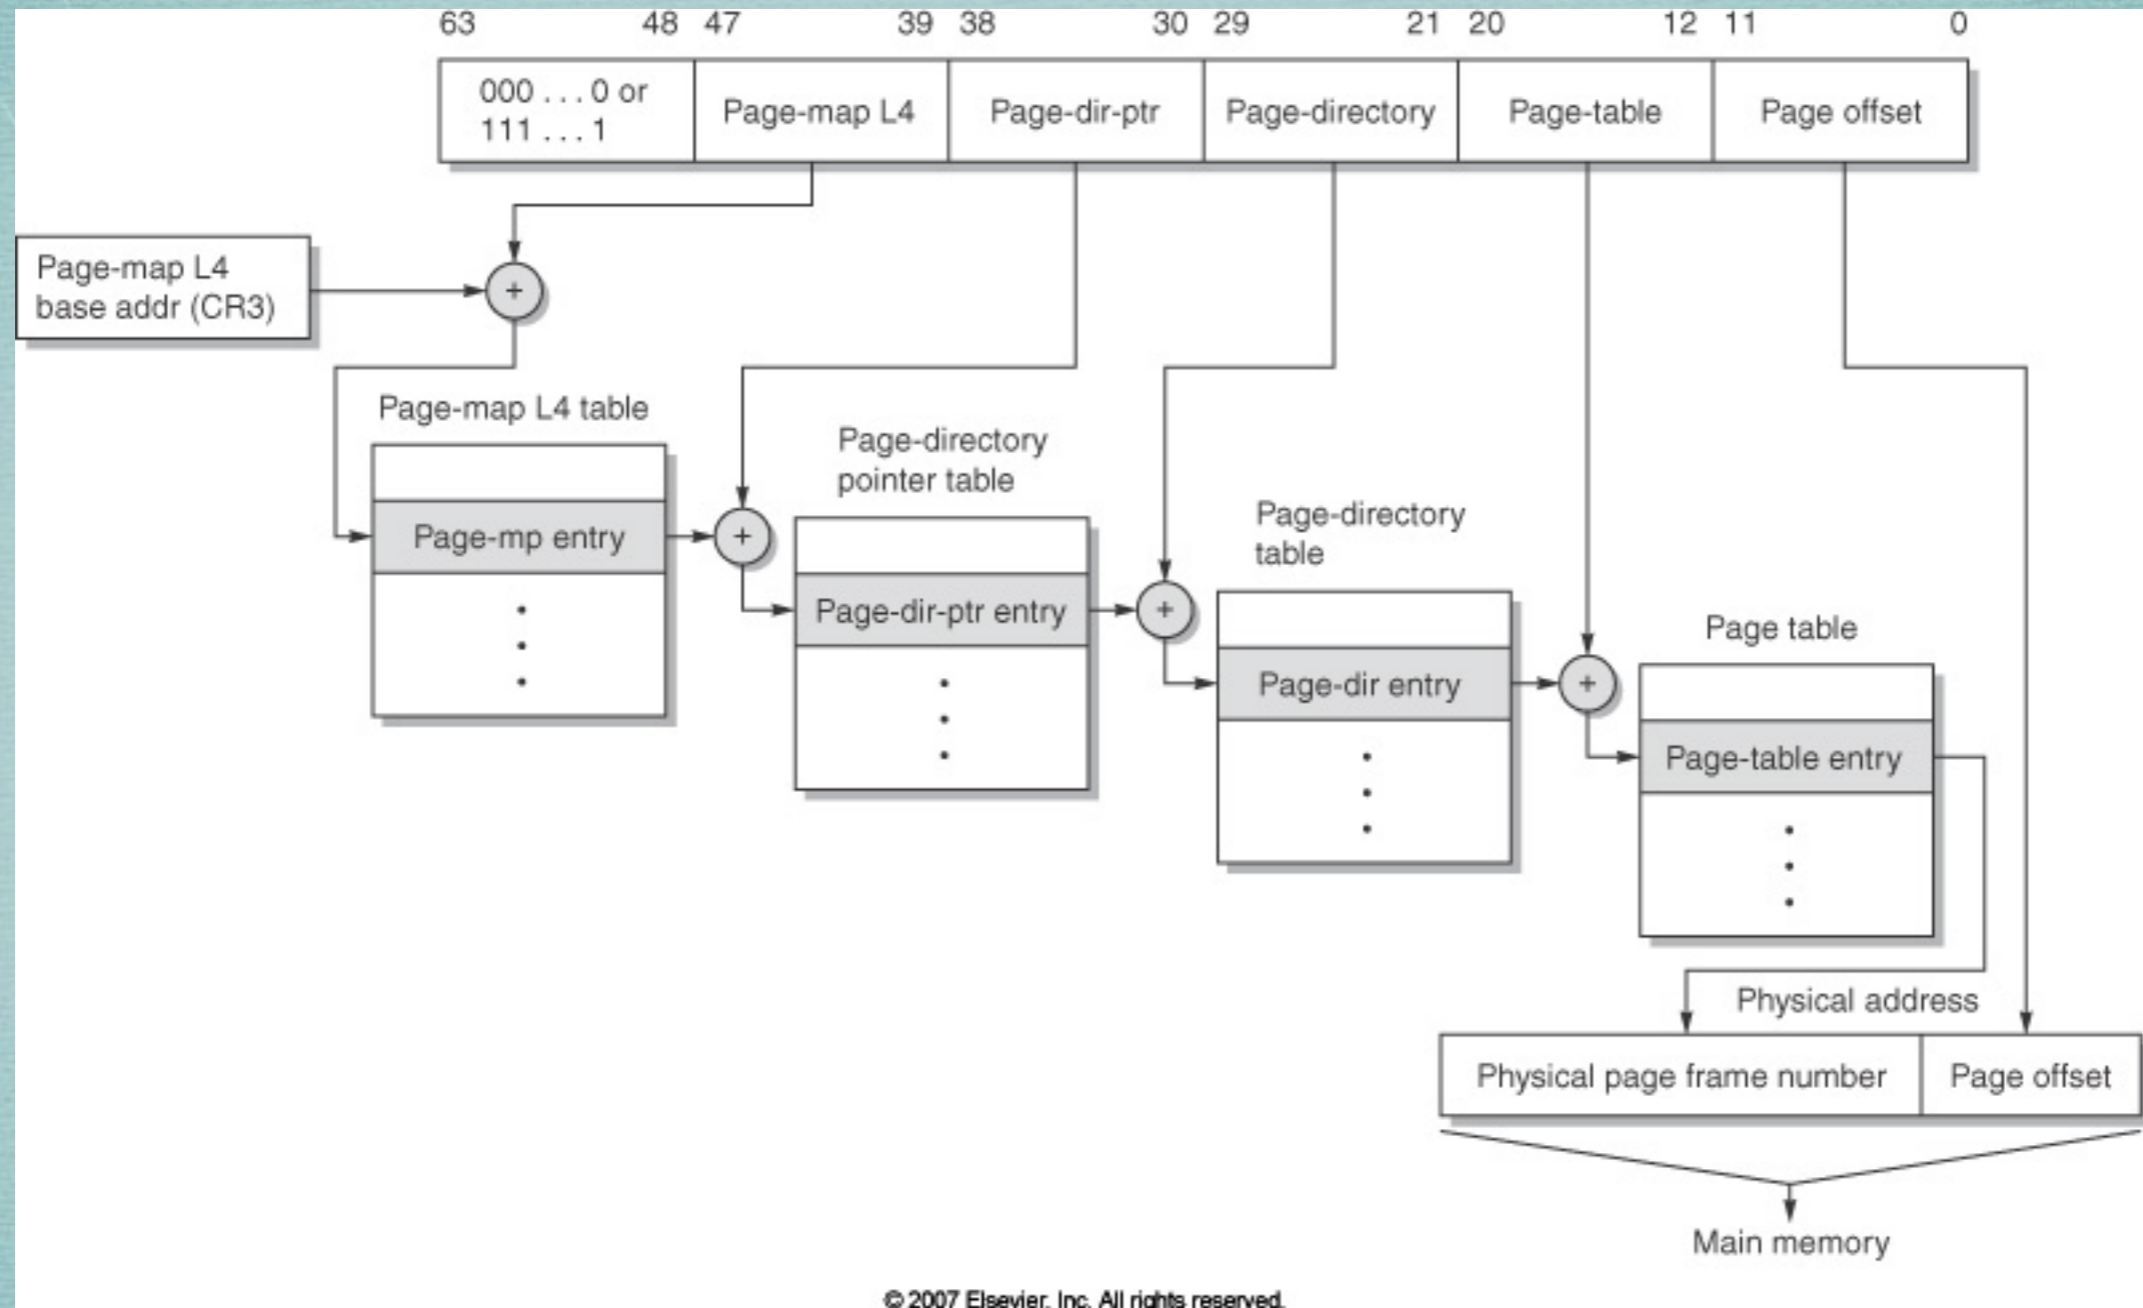 63 48 47 39 38 30 29 21 20 12 11 0
000 . . . 0 or
111 . . . 1
Page-map L4
Page-dir-ptr
Page-directory
Page-table
Page offset
Page-map L4
base addr (CR3)
+
Page-map L4 table
Page-mp entry
+
Page-directory
pointer table
Page-dir-ptr entry
+
Page-directory
table
Page-dir entry
+
Page table
Page-table entry
Physical address
Physical page frame number
Page offset
Main memory
© 2007 Elsevier, Inc. All rights reserved.